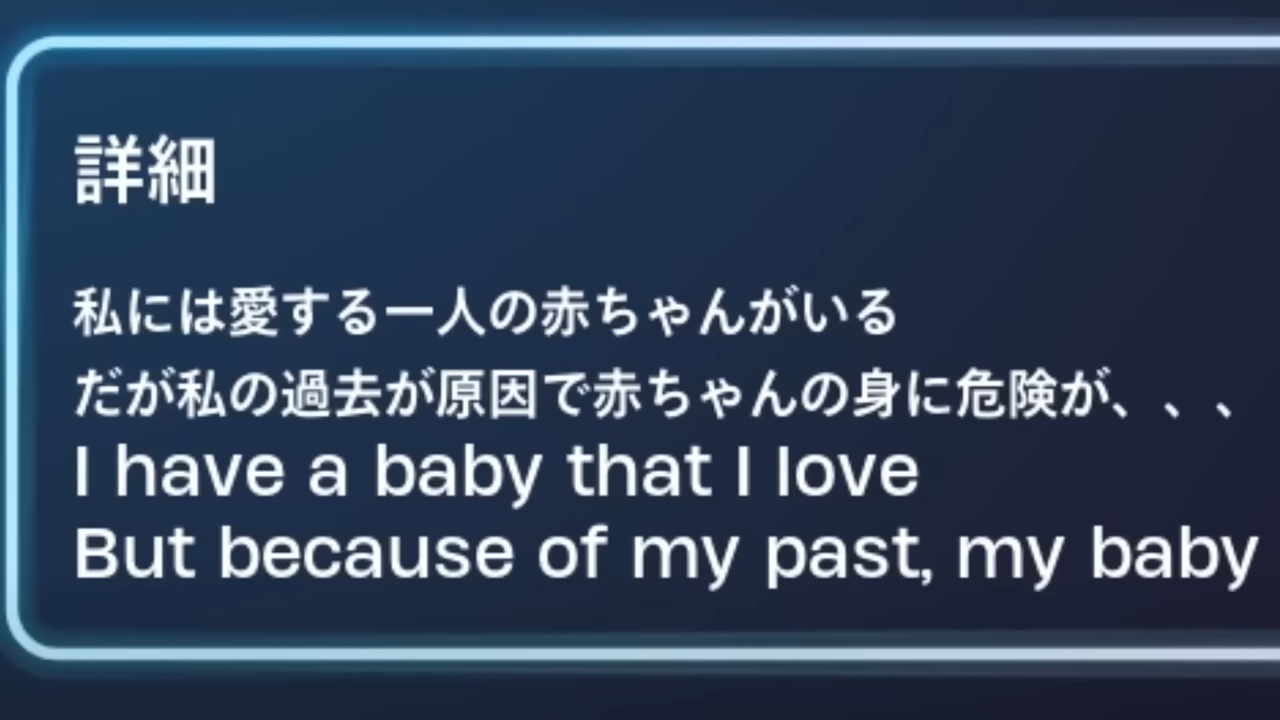 詳細
私には愛する一人の赤ちゃんがいる
だが私の過去が原因で赤ちゃんの身に危険が、、、
I have a baby that I love
But because of my past, my baby